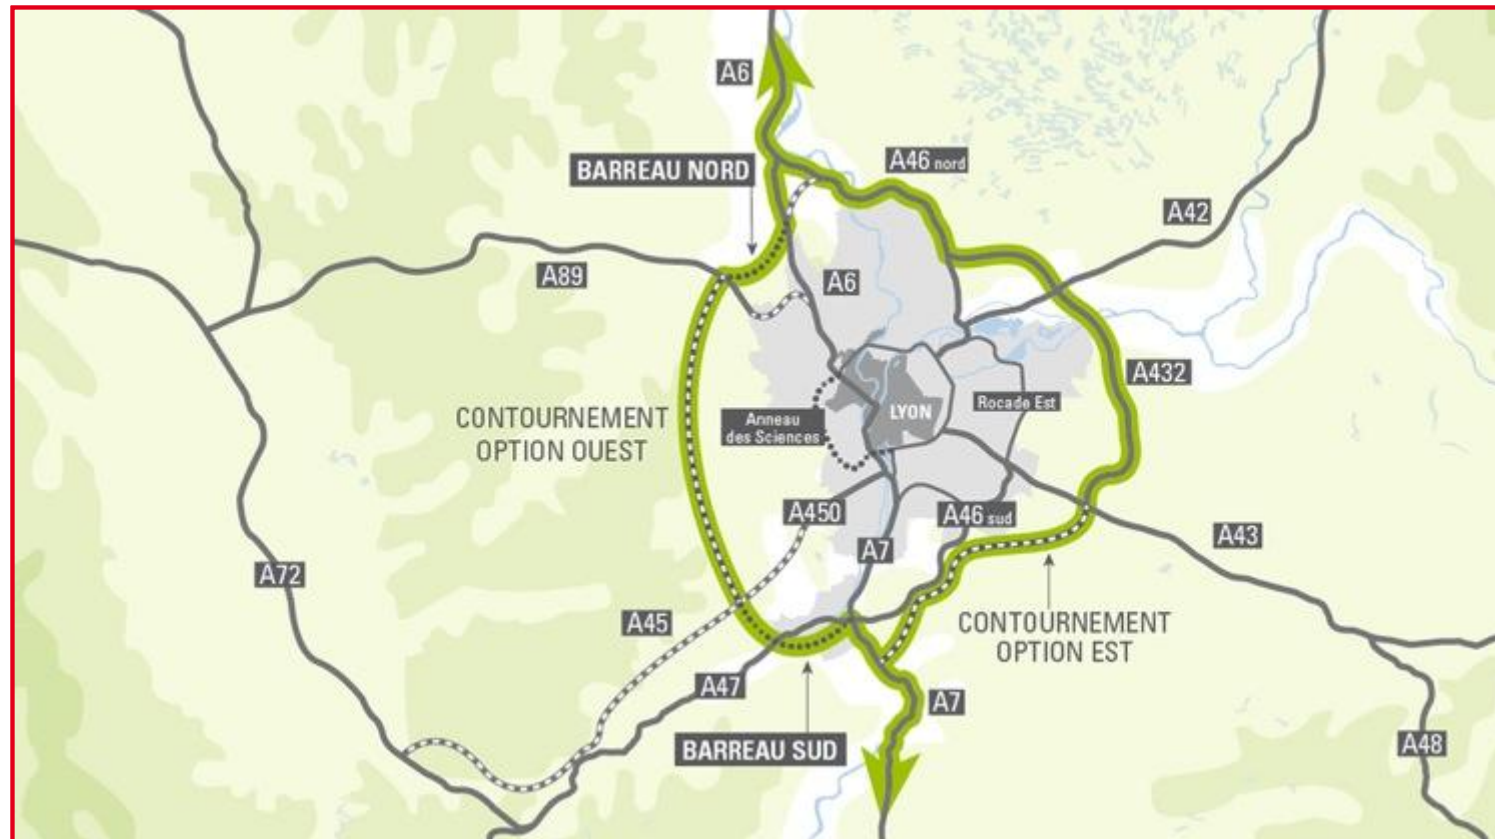 A6
A46 nord
BARREAU NORD
A42
A89
A6
A432
CONTOURNEMENT
OPTION OUEST
Anneau
des Sciences
LYON
Rocade Est
A450
A46 sud
A43
A7
A72
A45
CONTOURNEMENT
OPTION EST
A47
A7
BARREAU SUD
A48